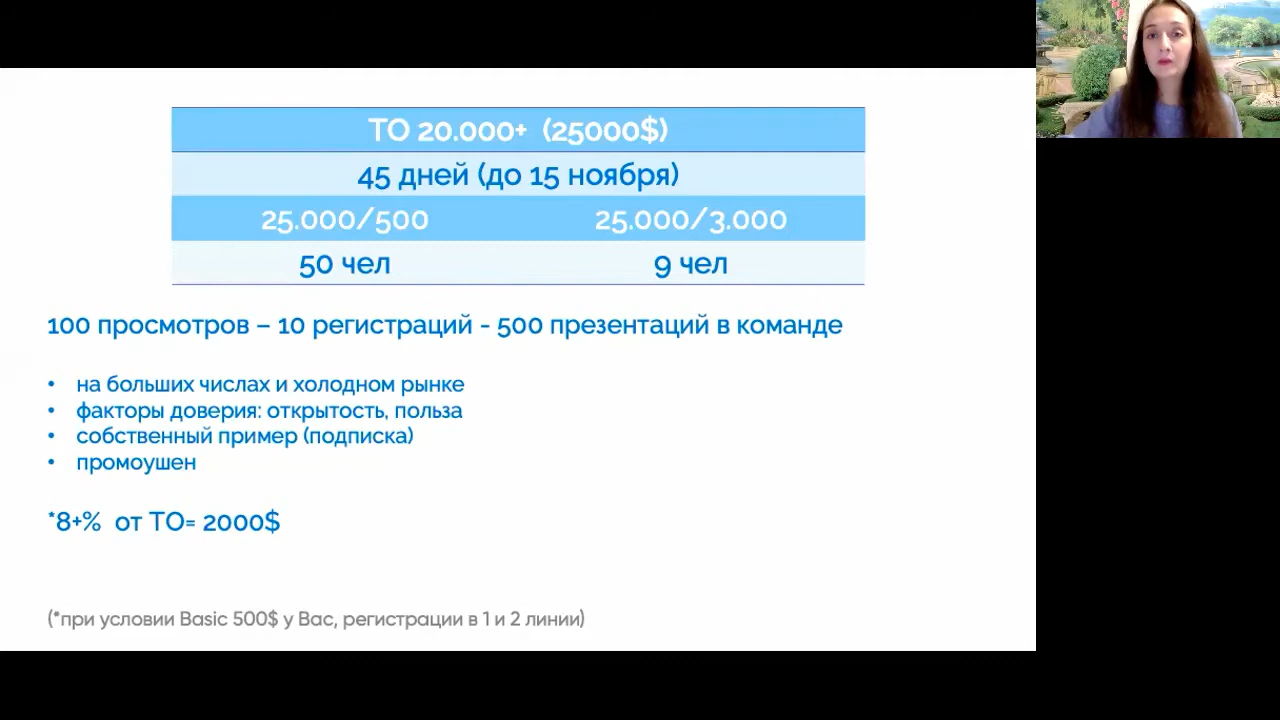 ТО 20.000+ (25000$)
45 дней (до 15 ноября)
25.000/500 25.000/3.000
50 чел 9 чел
100 просмотров – 10 регистраций - 500 презентаций в команде
• на больших числах и холодном рынке
• факторы доверия: открытость, польза
• собственный пример (подписка)
• промоушен
*8+% от ТО= 2000$
(*при условии Basic 500$ у Вас, регистрации в 1 и 2 линии)